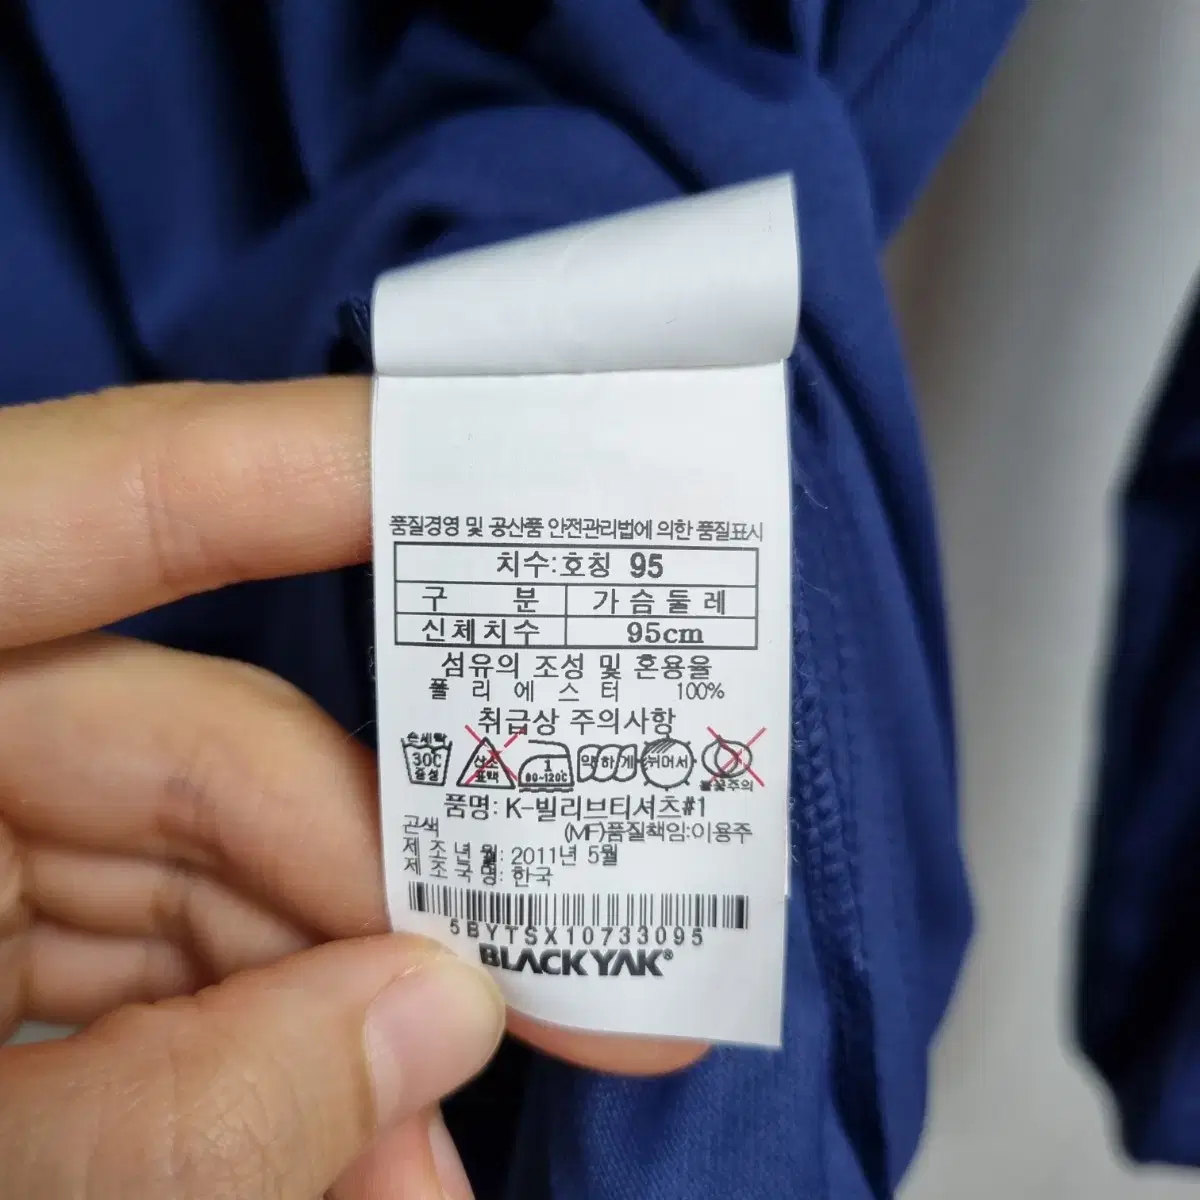 품질경영 및 공산품 안전관리법에 의한 품질표시
치수:호칭 95
구 분 가슴둘레
신체치수 95cm
섬유의 조성 및 혼용율
폴리에스터 100%
취급상 주의사항
손세탁 30℃ 중성 산소 표백 1 80~120℃ 약하게 뉘어서 불꽃주의
품명: K-빌리브티셔츠#1
곤색 (MF)품질책임:이용주
제조년월: 2011년 5월
제조국명: 한국
5BYTSX10733095
BLACKYAK®